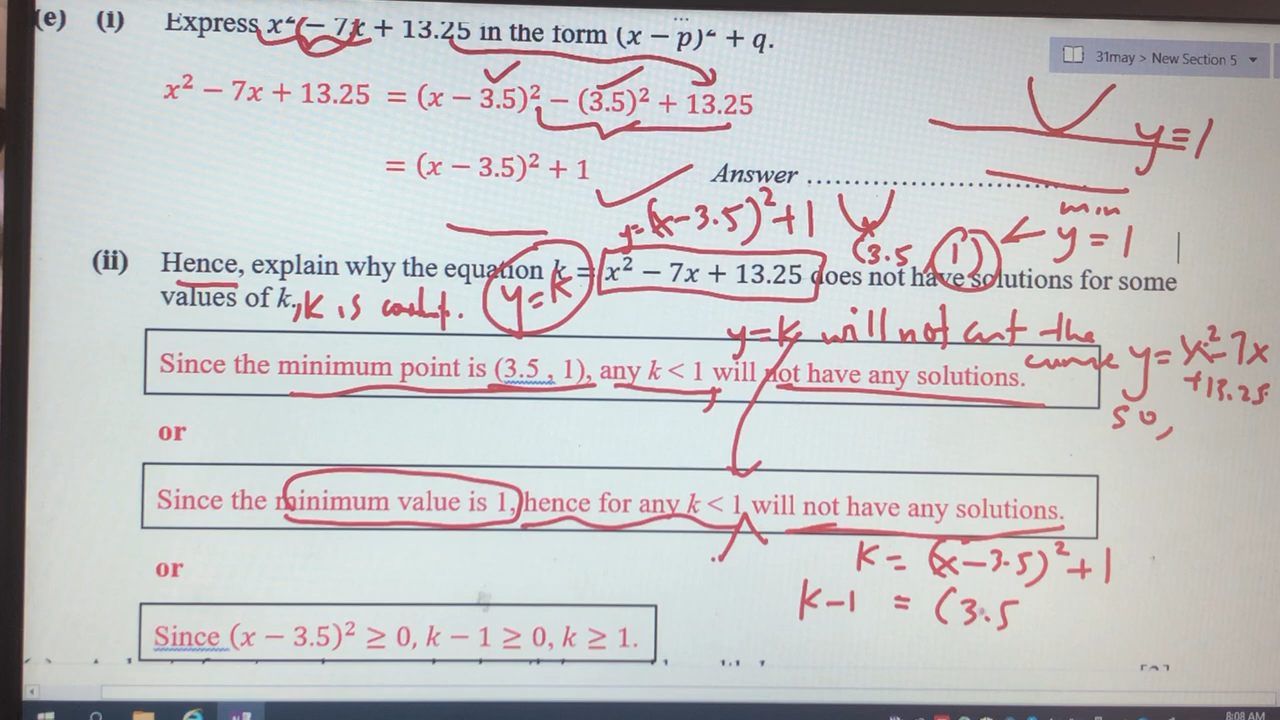 (e) (i) Express x² − 7x + 13.25 in the form (x − p)² + q.
31may > New Section 5
x² − 7x + 13.25 = (x − 3.5)² − (3.5)² + 13.25
y=1
= (x − 3.5)² + 1
Answer ..............................
y=(x-3.5)²+1
(3.5, 1)
min
y=1
(ii) Hence, explain why the equation k = x² − 7x + 13.25 does not have solutions for some
values of k,
k is
y=k
y=k will not cut the
curve y=x²-7x
+13.25
so,
Since the minimum point is (3.5 , 1), any k < 1 will not have any solutions.
or
Since the minimum value is 1, hence for any k < 1, will not have any solutions.
K= (x-3.5)²+1
or
K-1 = (3.5
Since (x − 3.5)² ≥ 0, k − 1 ≥ 0, k ≥ 1.
8:08 AM